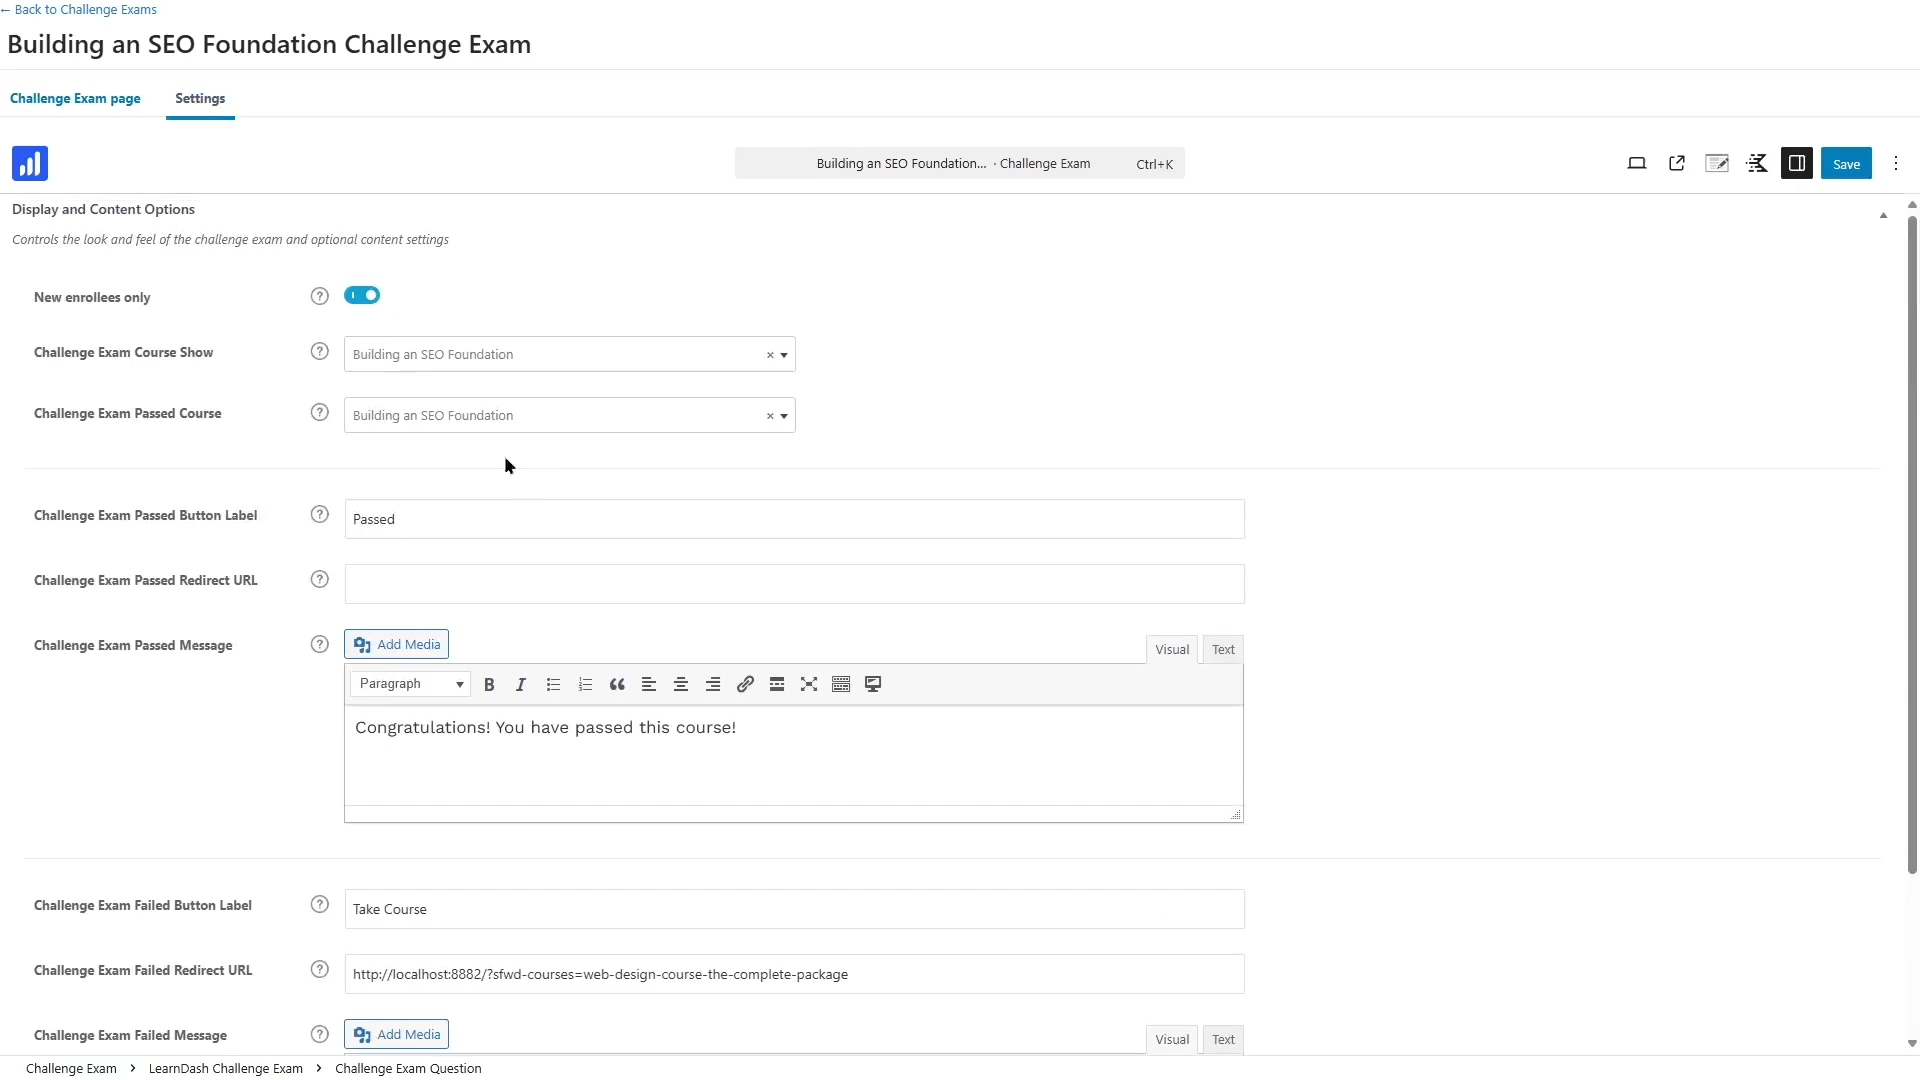 ← Back to Challenge Exams
Building an SEO Foundation Challenge Exam
Challenge Exam page Settings
Building an SEO Foundation... · Challenge Exam Ctrl+K
Save
Display and Content Options
Controls the look and feel of the challenge exam and optional content settings
New enrollees only
Challenge Exam Course Show Building an SEO Foundation
Challenge Exam Passed Course Building an SEO Foundation
Challenge Exam Passed Button Label Passed
Challenge Exam Passed Redirect URL
Challenge Exam Passed Message Add Media Visual Text
Paragraph
Congratulations! You have passed this course!
Challenge Exam Failed Button Label Take Course
Challenge Exam Failed Redirect URL http://localhost:8882/?sfwd-courses=web-design-course-the-complete-package
Challenge Exam Failed Message Add Media Visual Text
Challenge Exam › LearnDash Challenge Exam › Challenge Exam Question